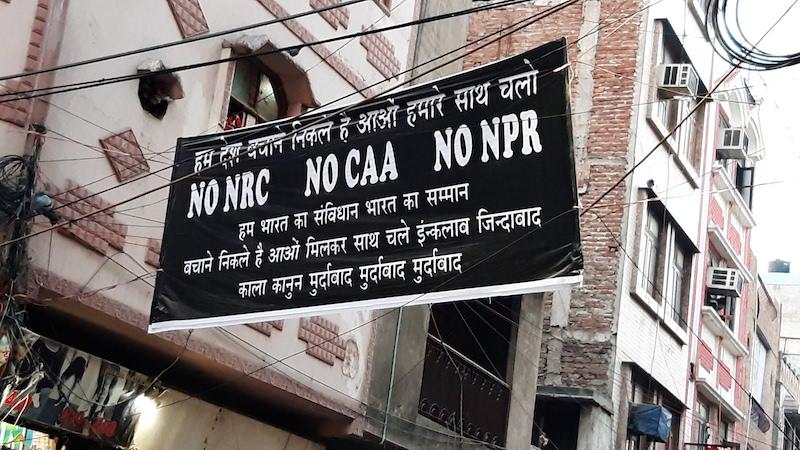 हम देश बचाने निकले है आओं हमारे साथ चलो
NO NRC NO CAA NO NPR
हम भारत का संविधान भारत का सम्मान
बचाने निकले है आओं मिलकर साथ चले इंन्कलाव जिन्दावाद
काला कानुन मुर्दावाद मुर्दावाद मुर्दावाद